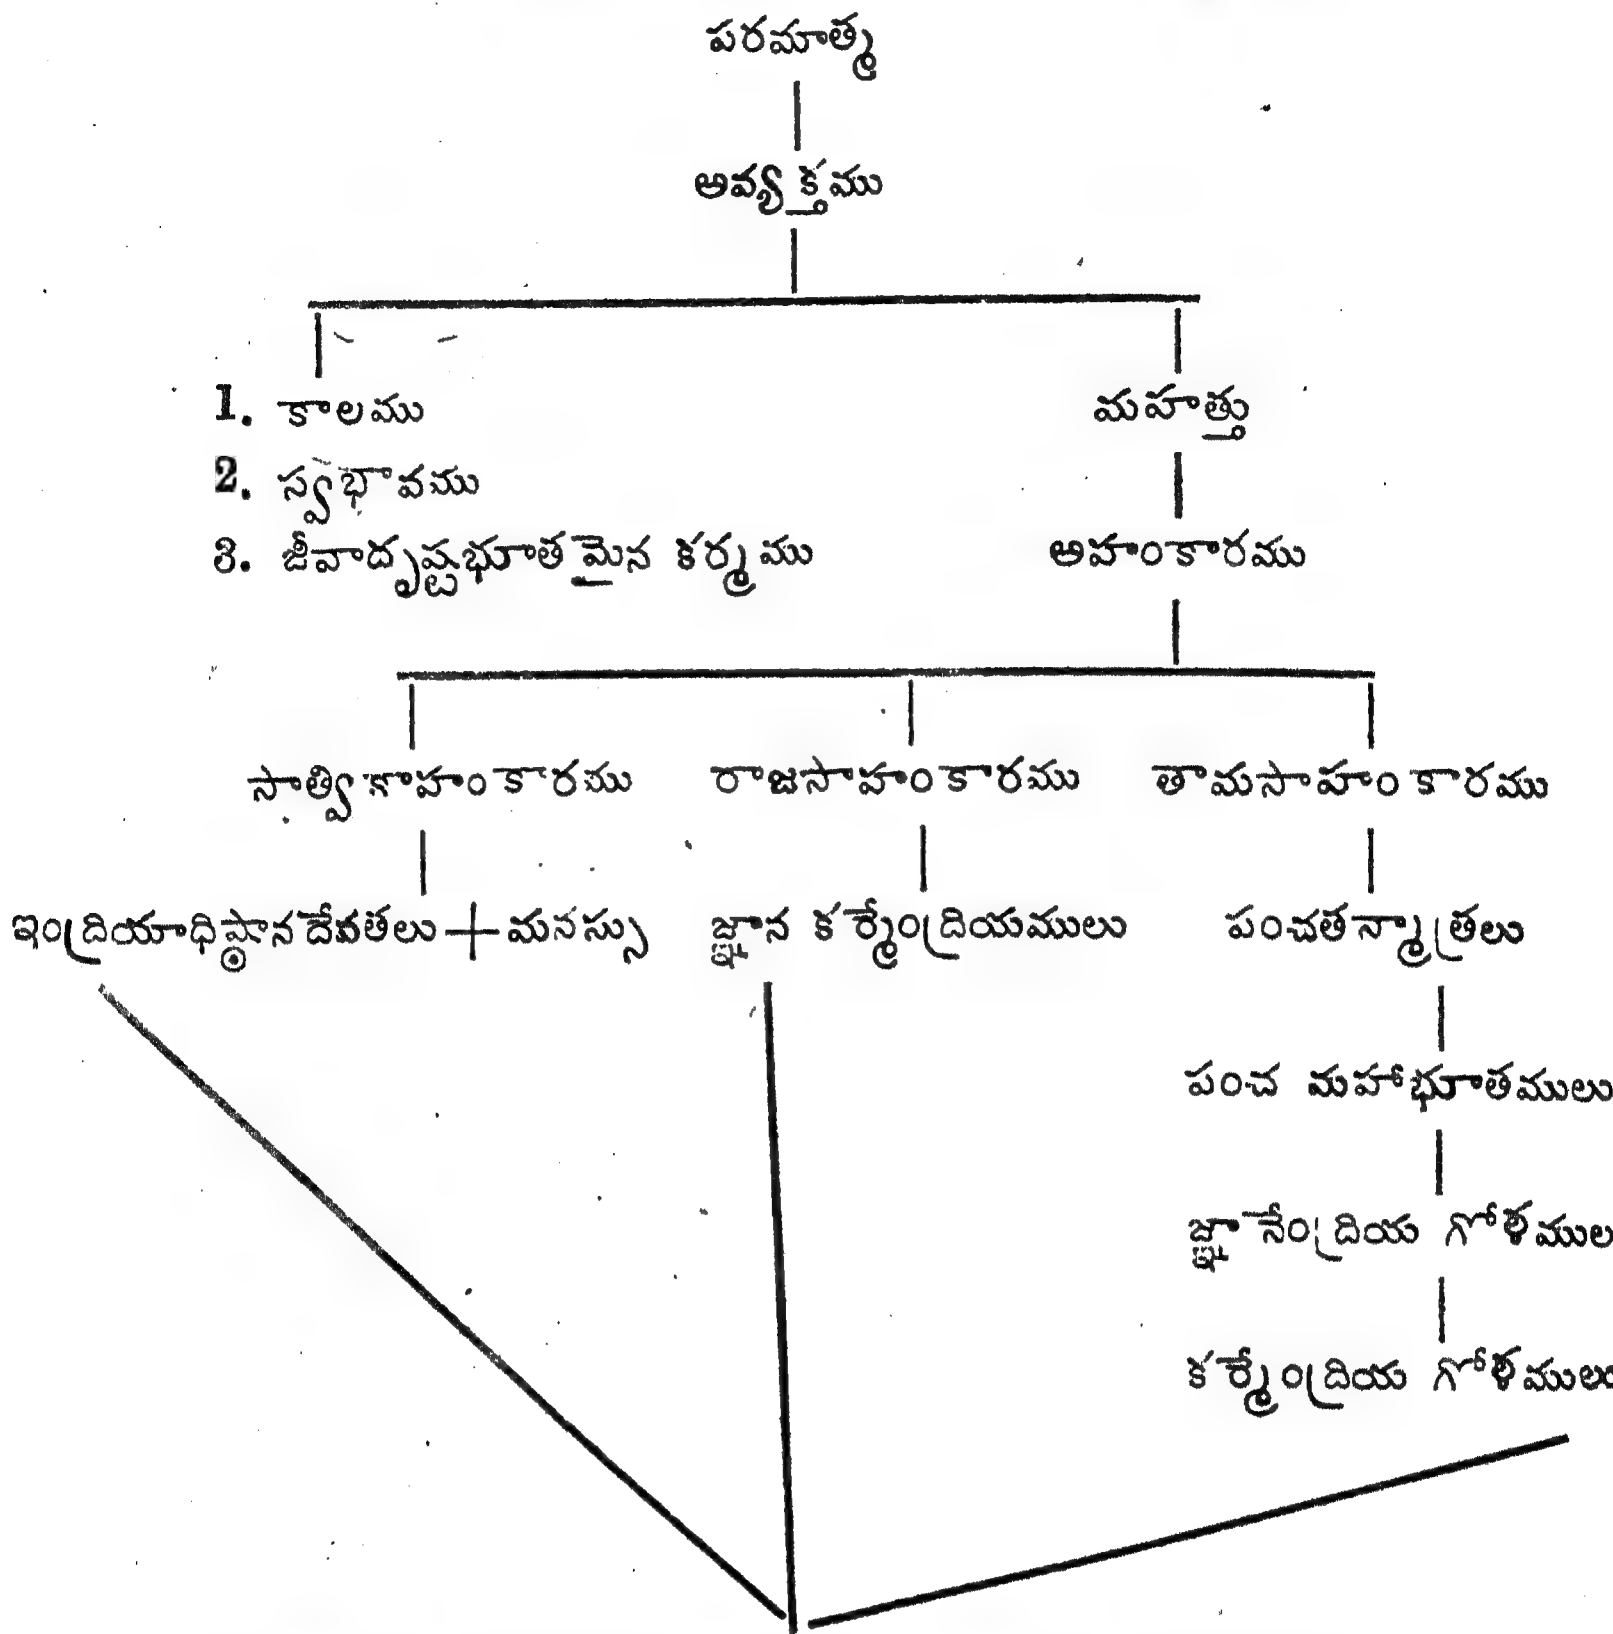 పరమాత్మ
అవ్యక్తము
1. కాలము
మహత్తు
2. స్వభావము
3. జీవాదృష్టభూతమైన కర్మము
అహంకారము
సాత్వికాహంకారము రాజసాహంకారము తామసాహంకారము
ఇంద్రియాధిష్ఠానదేవతలు+మనస్సు జ్ఞాన కర్మేంద్రియములు పంచతన్మాత్రలు
పంచ మహాభూతములు
జ్ఞానేంద్రియ గోళముల
కర్మేంద్రియ గోళములు